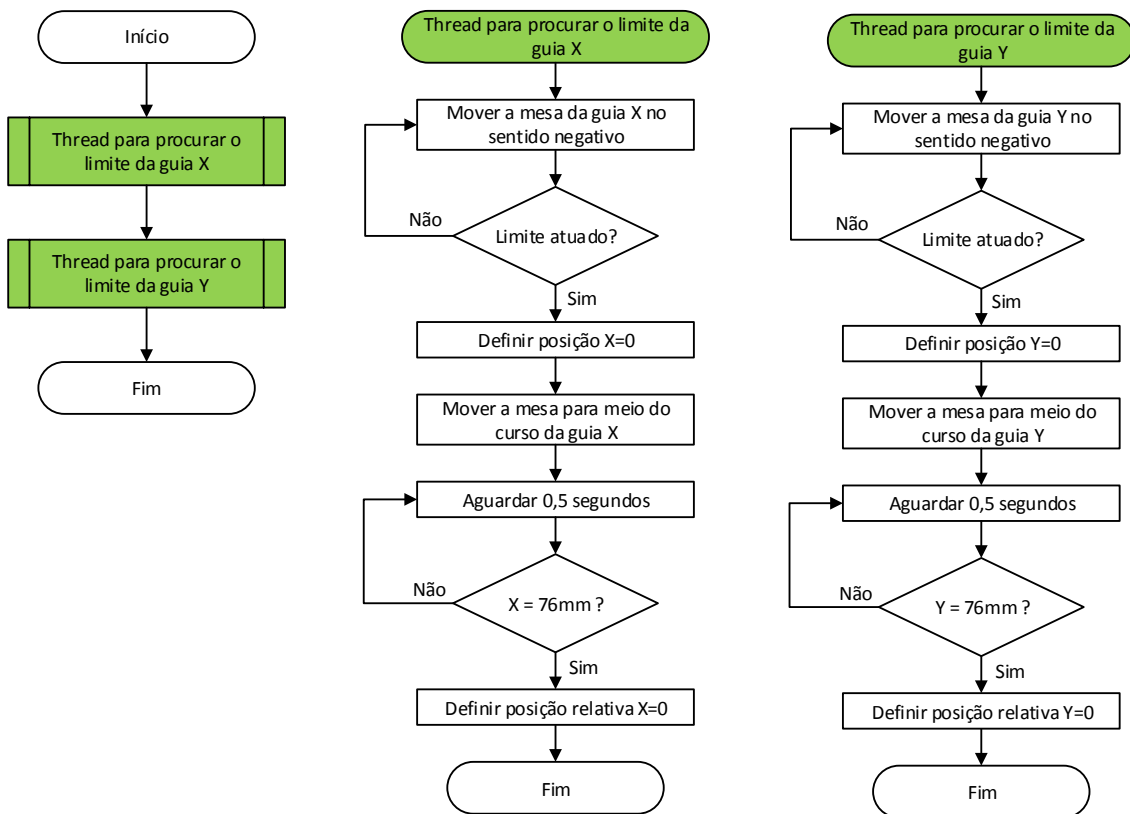 Início
Thread para procurar o
limite da guia X
Thread para procurar o
limite da guia Y
Fim
Thread para procurar o limite da
guia X
Mover a mesa da guia X no
sentido negativo
Não
Limite atuado?
Sim
Definir posição X=0
Mover a mesa para meio do
curso da guia X
Aguardar 0,5 segundos
Não
X = 76mm ?
Sim
Definir posição relativa X=0
Fim
Thread para procurar o limite da
guia Y
Mover a mesa da guia Y no
sentido negativo
Não
Limite atuado?
Sim
Definir posição Y=0
Mover a mesa para meio do
curso da guia Y
Aguardar 0,5 segundos
Não
Y = 76mm ?
Sim
Definir posição relativa Y=0
Fim